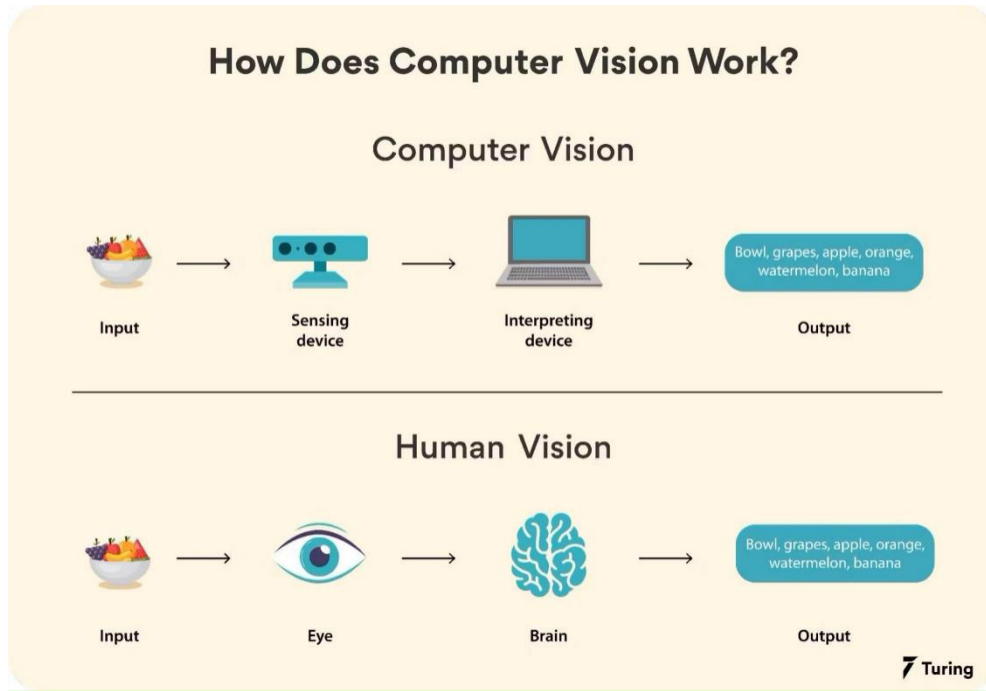 How Does Computer Vision Work?
Computer Vision
Bowl, grapes, apple, orange,
watermelon, banana
Input
Sensing
device
Interpreting
device
Output
Human Vision
Bowl, grapes, apple, orange,
watermelon, banana
Input
Eye
Brain
Output
Turing